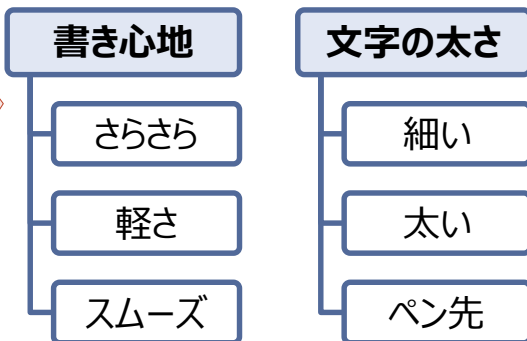 書き心地
さらさら
軽さ
スムーズ
文字の太さ
細い
太い
ペン先